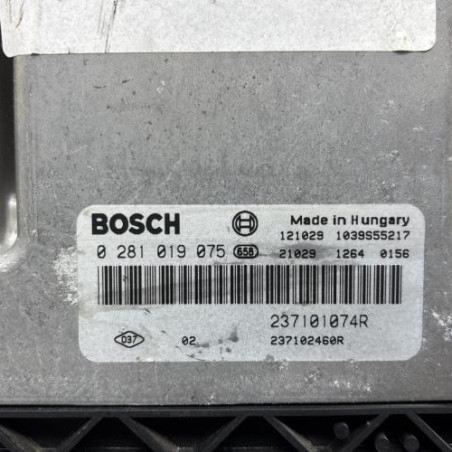 BOSCH Made in Hungary
121029 1039S55217
0 281 019 075 658 21029 1264 0156
237101074R
D37 02 237102460R